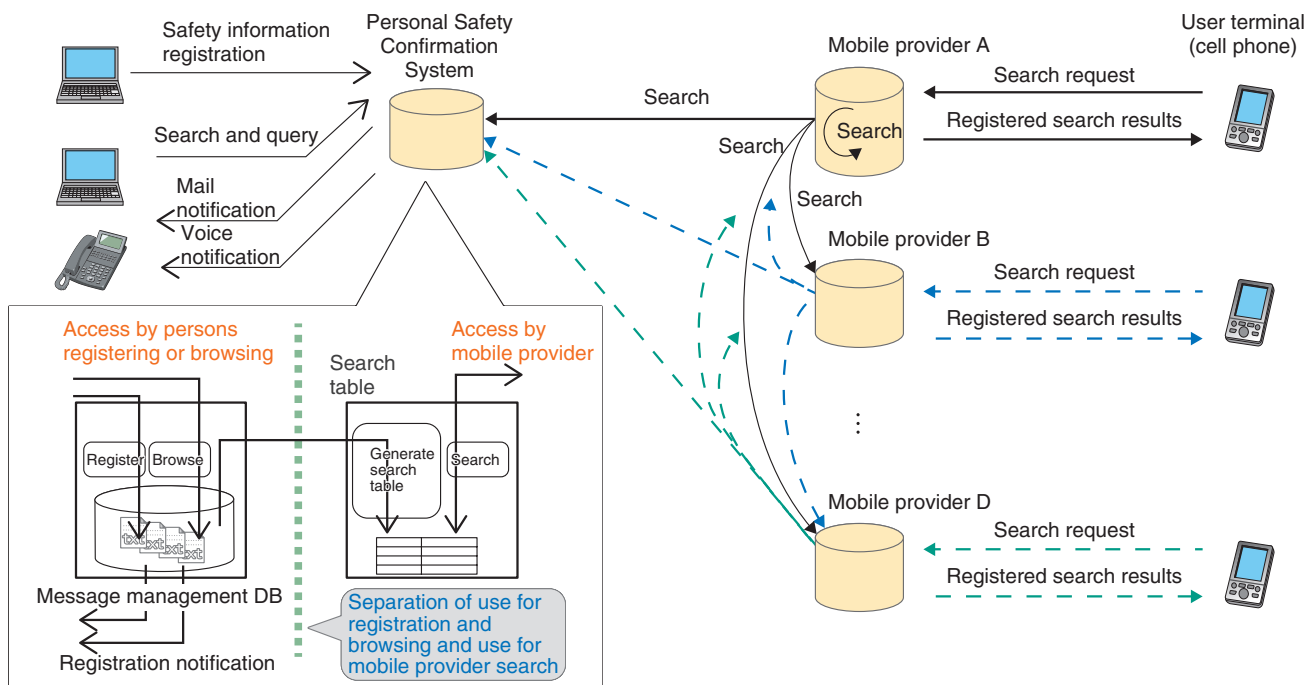 Safety information
registration
Personal Safety
Confirmation
System
Search and query
Mail
notification
Voice
notification
Search
Search
Search
Search
Mobile provider A
User terminal
(cell phone)
Search request
Registered search results
Mobile provider B
Search request
Registered search results
⋮
Mobile provider D
Search request
Registered search results
Access by persons
registering or browsing
Access by
mobile provider
Search
table
Register
Browse
Generate
search
table
Search
txt
txt
txt
txt
Message management DB
Registration notification
Separation of use for
registration and
browsing and use for
mobile provider search